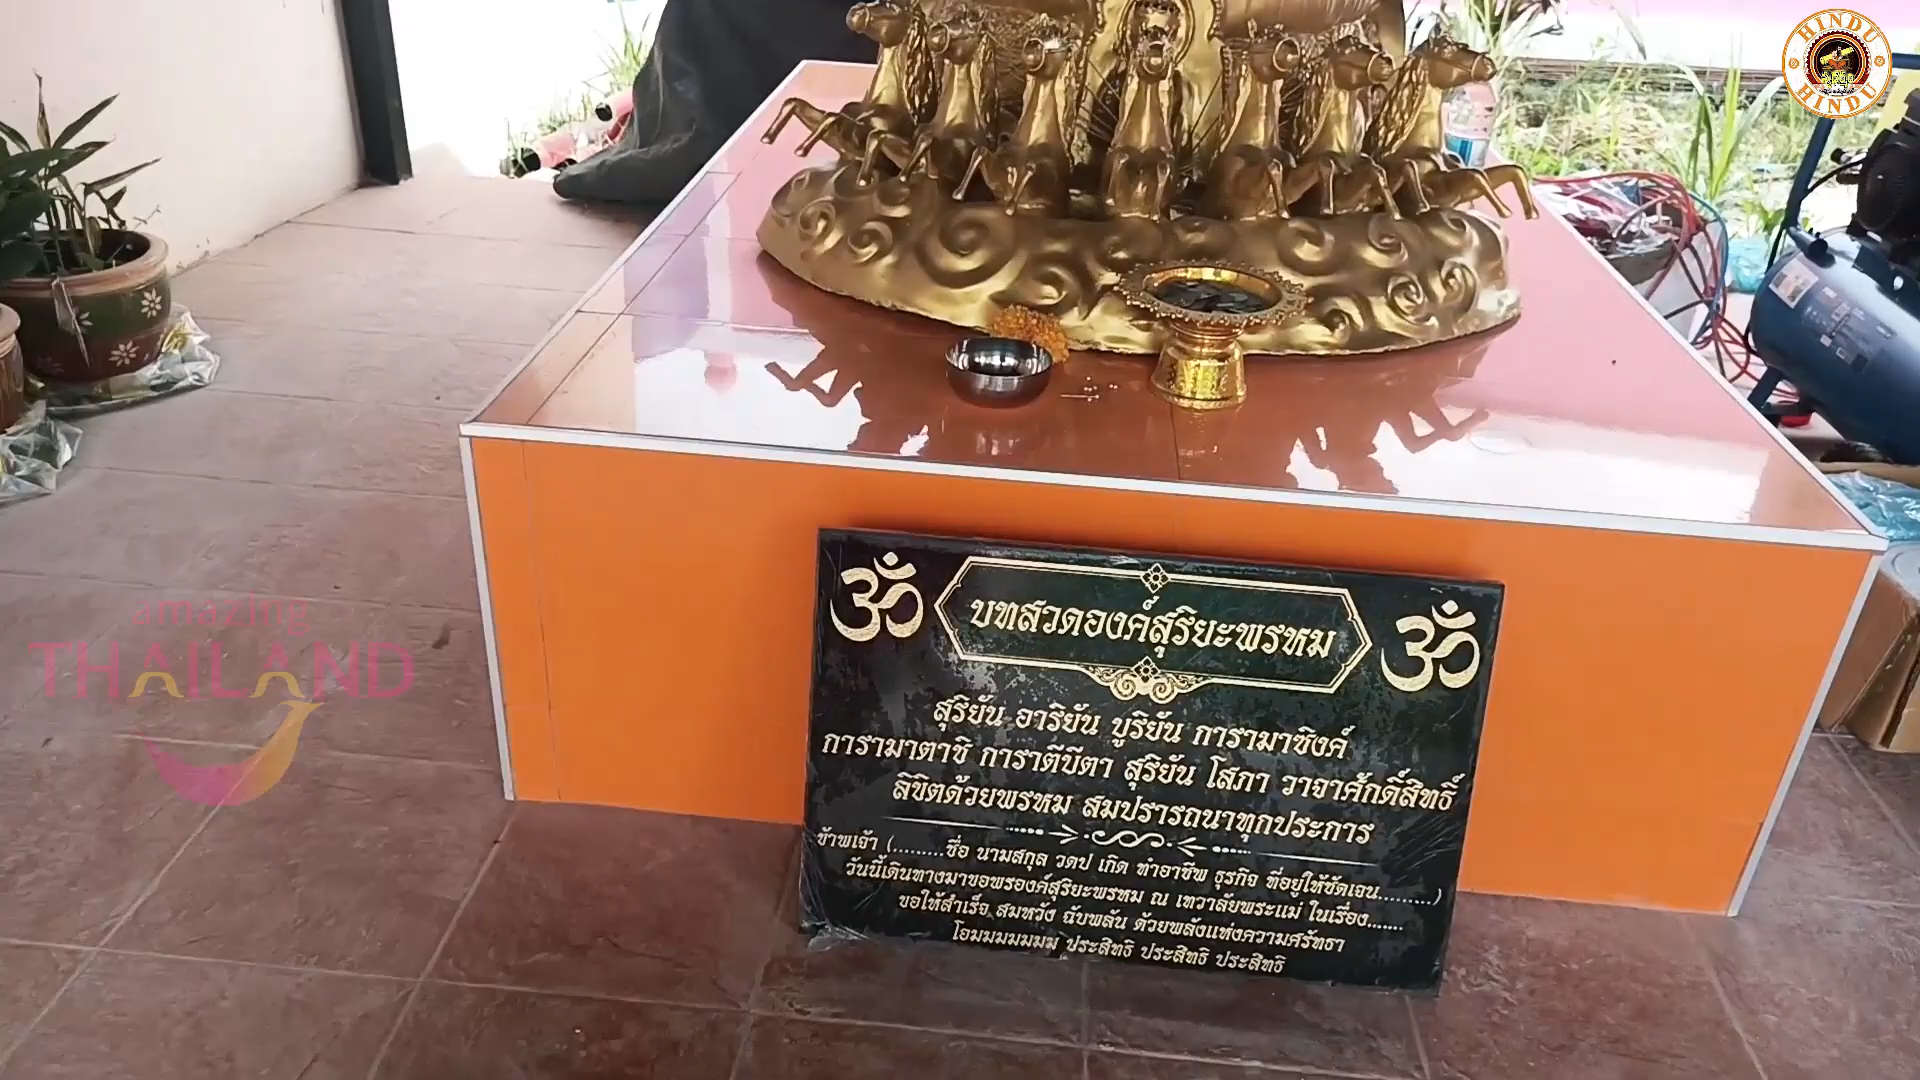 HINDU
HINDU
amazing
THAILAND
ॐ บทสวดองค์สุริยะพรหม ॐ
สุริยัน อาริยัน บูริยัน การามาซิงค์
การามาตาชิ การาตีบีตา สุริยัน โสภา วาจาศักดิ์สิทธิ์
ลิขิตด้วยพรหม สมปรารถนาทุกประการ
ข้าพเจ้า (.........ชื่อ นามสกุล วดป เกิด ทำอาชีพ ธุรกิจ ที่อยู่ให้ชัดเจน.........)
วันนี้เดินทางมาขอพรองค์สุริยะพรหม ณ เทวาลัยพระแม่ ในเรื่อง.......
ขอให้สำเร็จ สมหวัง ฉับพลัน ด้วยพลังแห่งความศรัทธา
โอมมมมมมมม ประสิทธิ ประสิทธิ ประสิทธิ